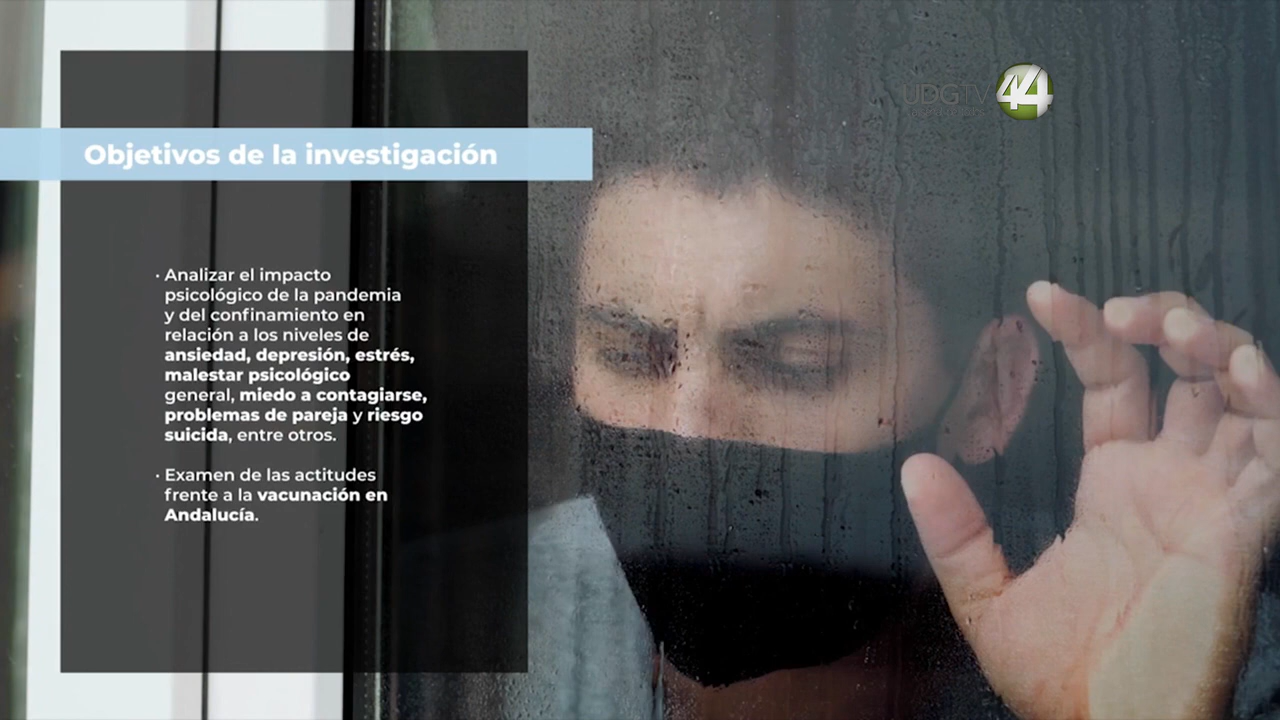 UDGTV 44
Objetivos de la investigación
· Analizar el impacto
psicológico de la pandemia
y del confinamiento en
relación a los niveles de
ansiedad, depresión, estrés,
malestar psicológico
general, miedo a contagiarse,
problemas de pareja y riesgo
suicida, entre otros.
· Examen de las actitudes
frente a la vacunación en
Andalucía.